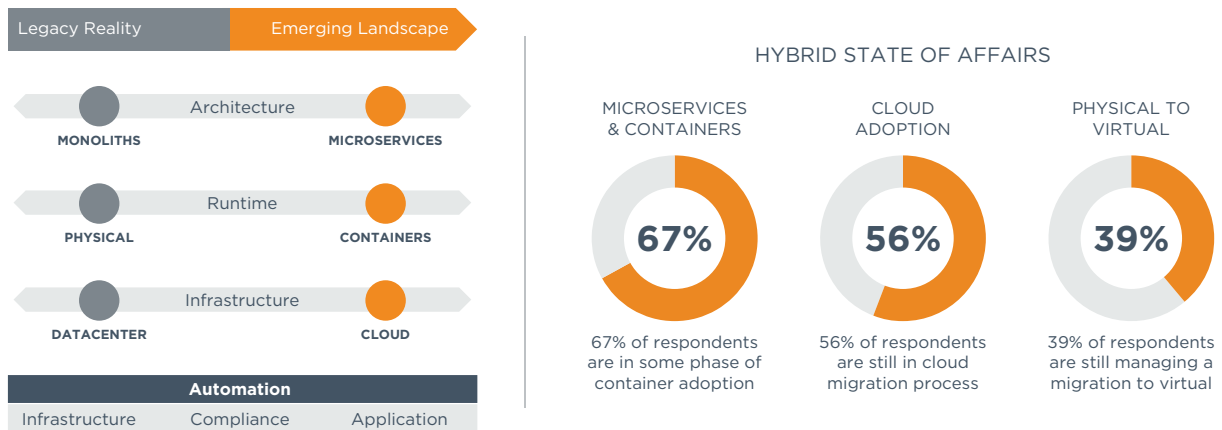 Legacy Reality
Emerging Landscape
Architecture
MONOLITHS
MICROSERVICES
Runtime
PHYSICAL
CONTAINERS
Infrastructure
DATACENTER
CLOUD
Automation
Infrastructure
Compliance
Application
HYBRID STATE OF AFFAIRS
MICROSERVICES
& CONTAINERS
67%
67% of respondents
are in some phase of
container adoption
CLOUD
ADOPTION
56%
56% of respondents
are still in cloud
migration process
PHYSICAL TO
VIRTUAL
39%
39% of respondents
are still managing a
migration to virtual